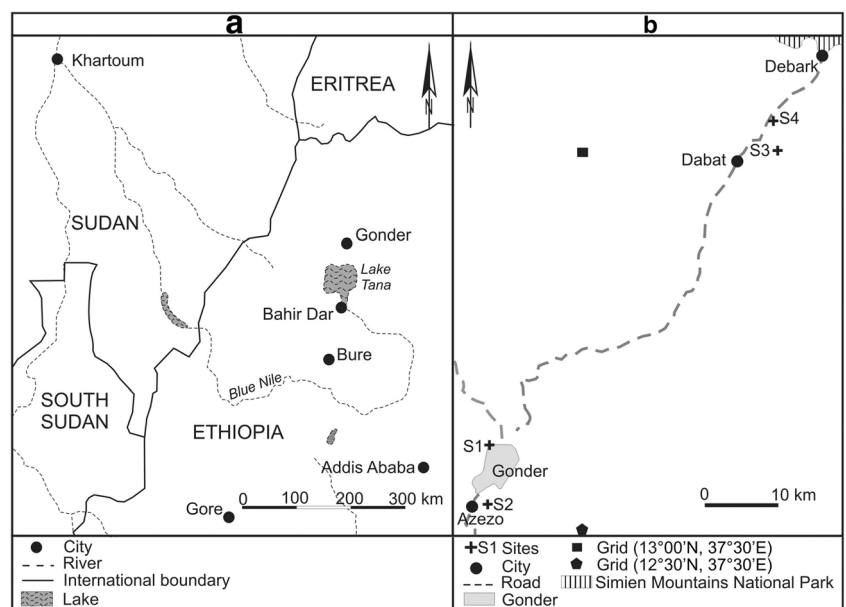 a
Khartoum
ERITREA
N
SUDAN
Gonder
Lake
Tana
Bahir Dar
Bure
Blue Nile
SOUTH
SUDAN
ETHIOPIA
Addis Ababa
Gore
0 100 200 300 km
City
River
International boundary
Lake
b
N
Debark
S4
S3
Dabat
S1
Gonder
S2
Azezo
0 10 km
S1 Sites
City
Road
Gonder
Grid (13°00'N, 37°30'E)
Grid (12°30'N, 37°30'E)
Simien Mountains National Park